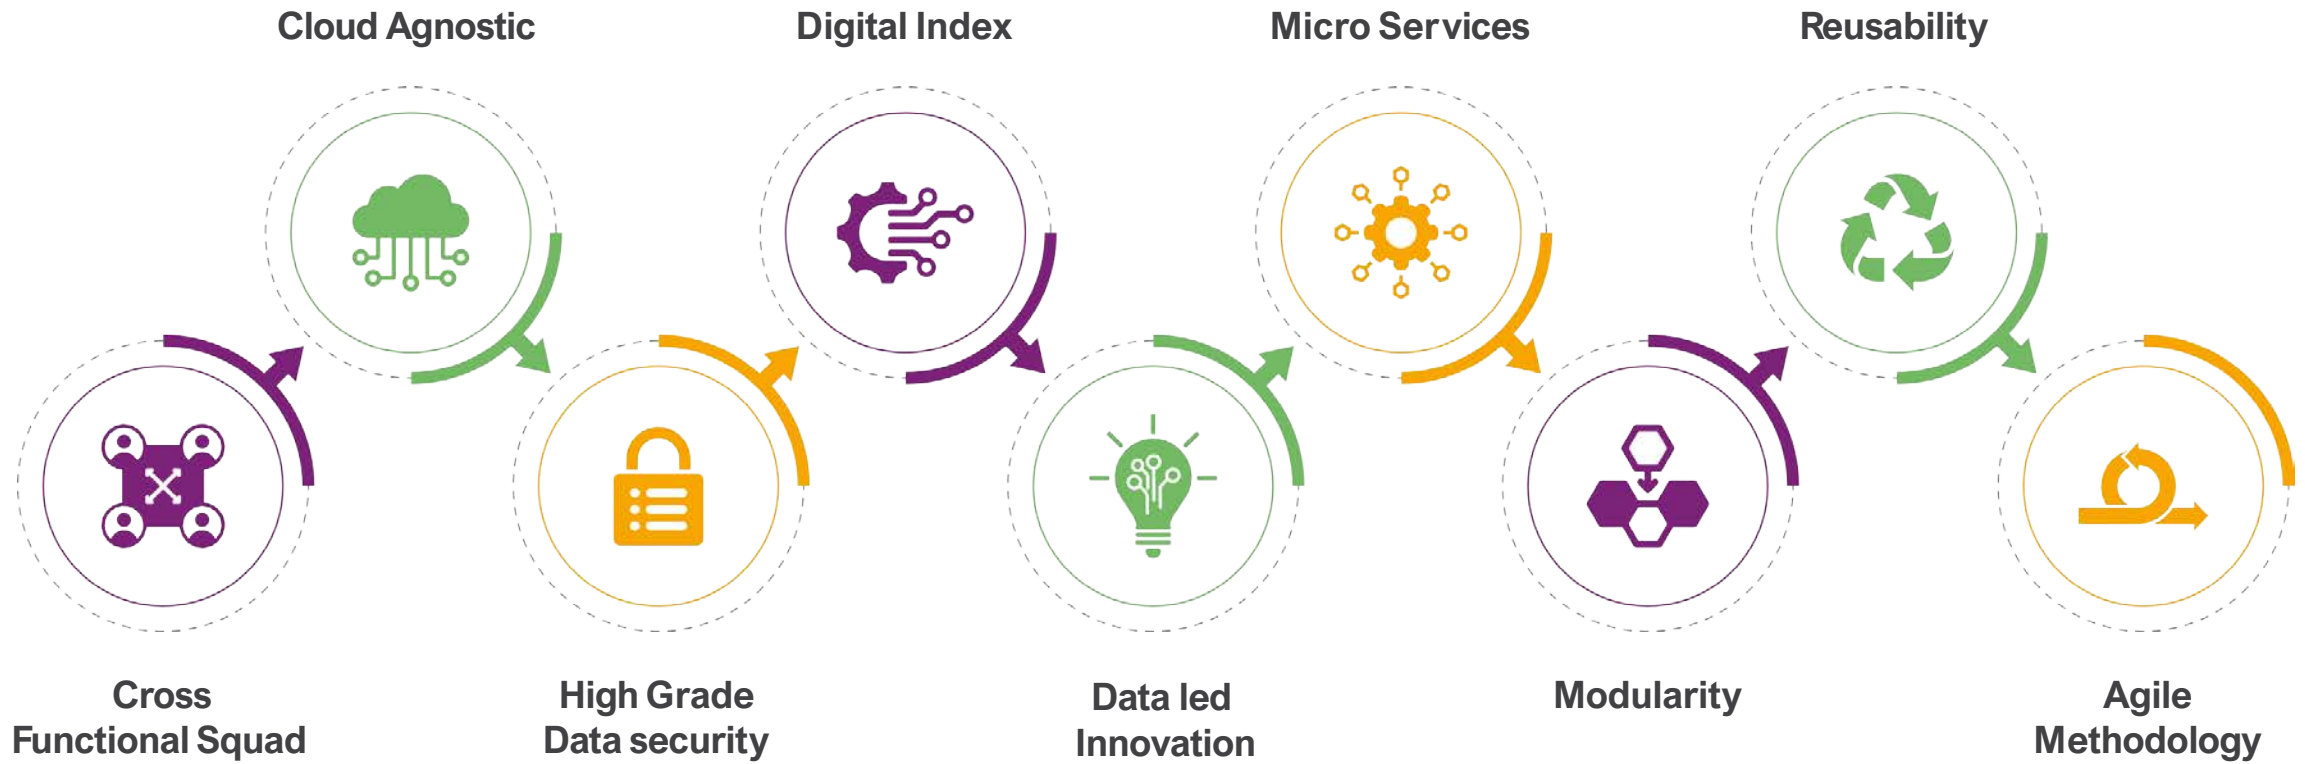 Cloud Agnostic
Digital Index
Micro Services
Reusability
Cross
Functional Squad
High Grade
Data security
Data led
Innovation
Modularity
Agile
Methodology